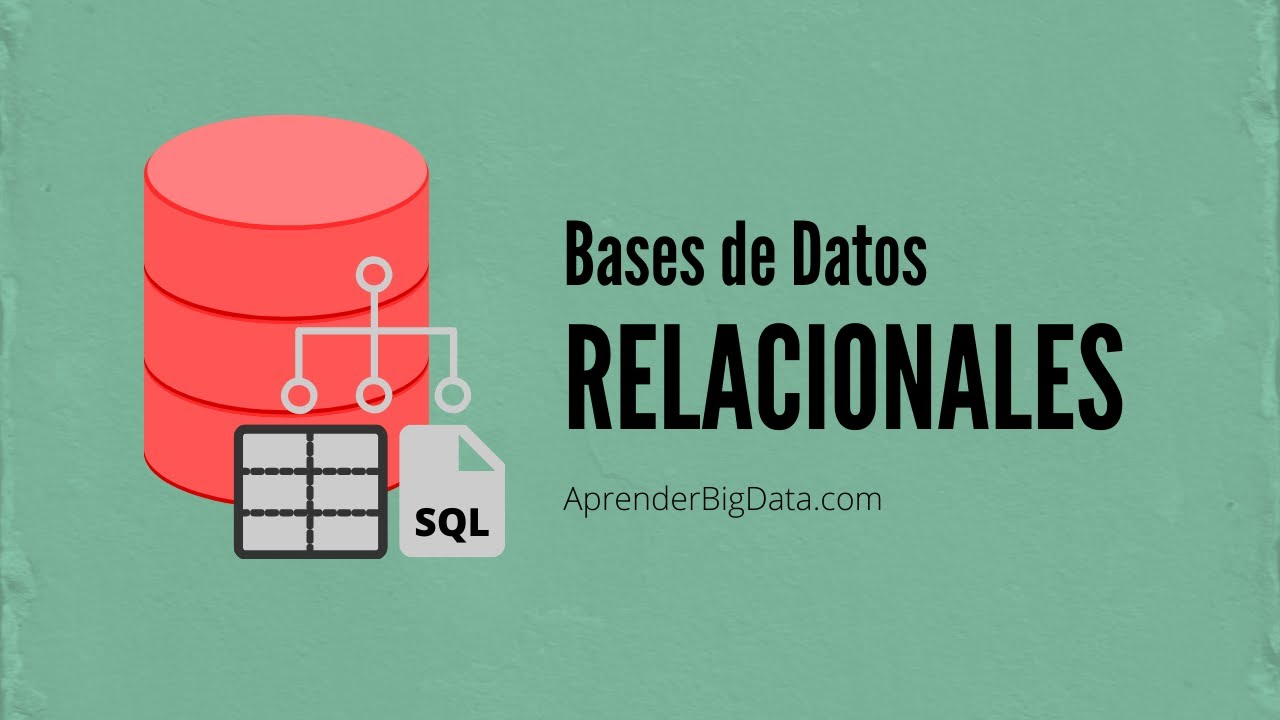 Bases de Datos
RELACIONALES
AprenderBigData.com
SQL